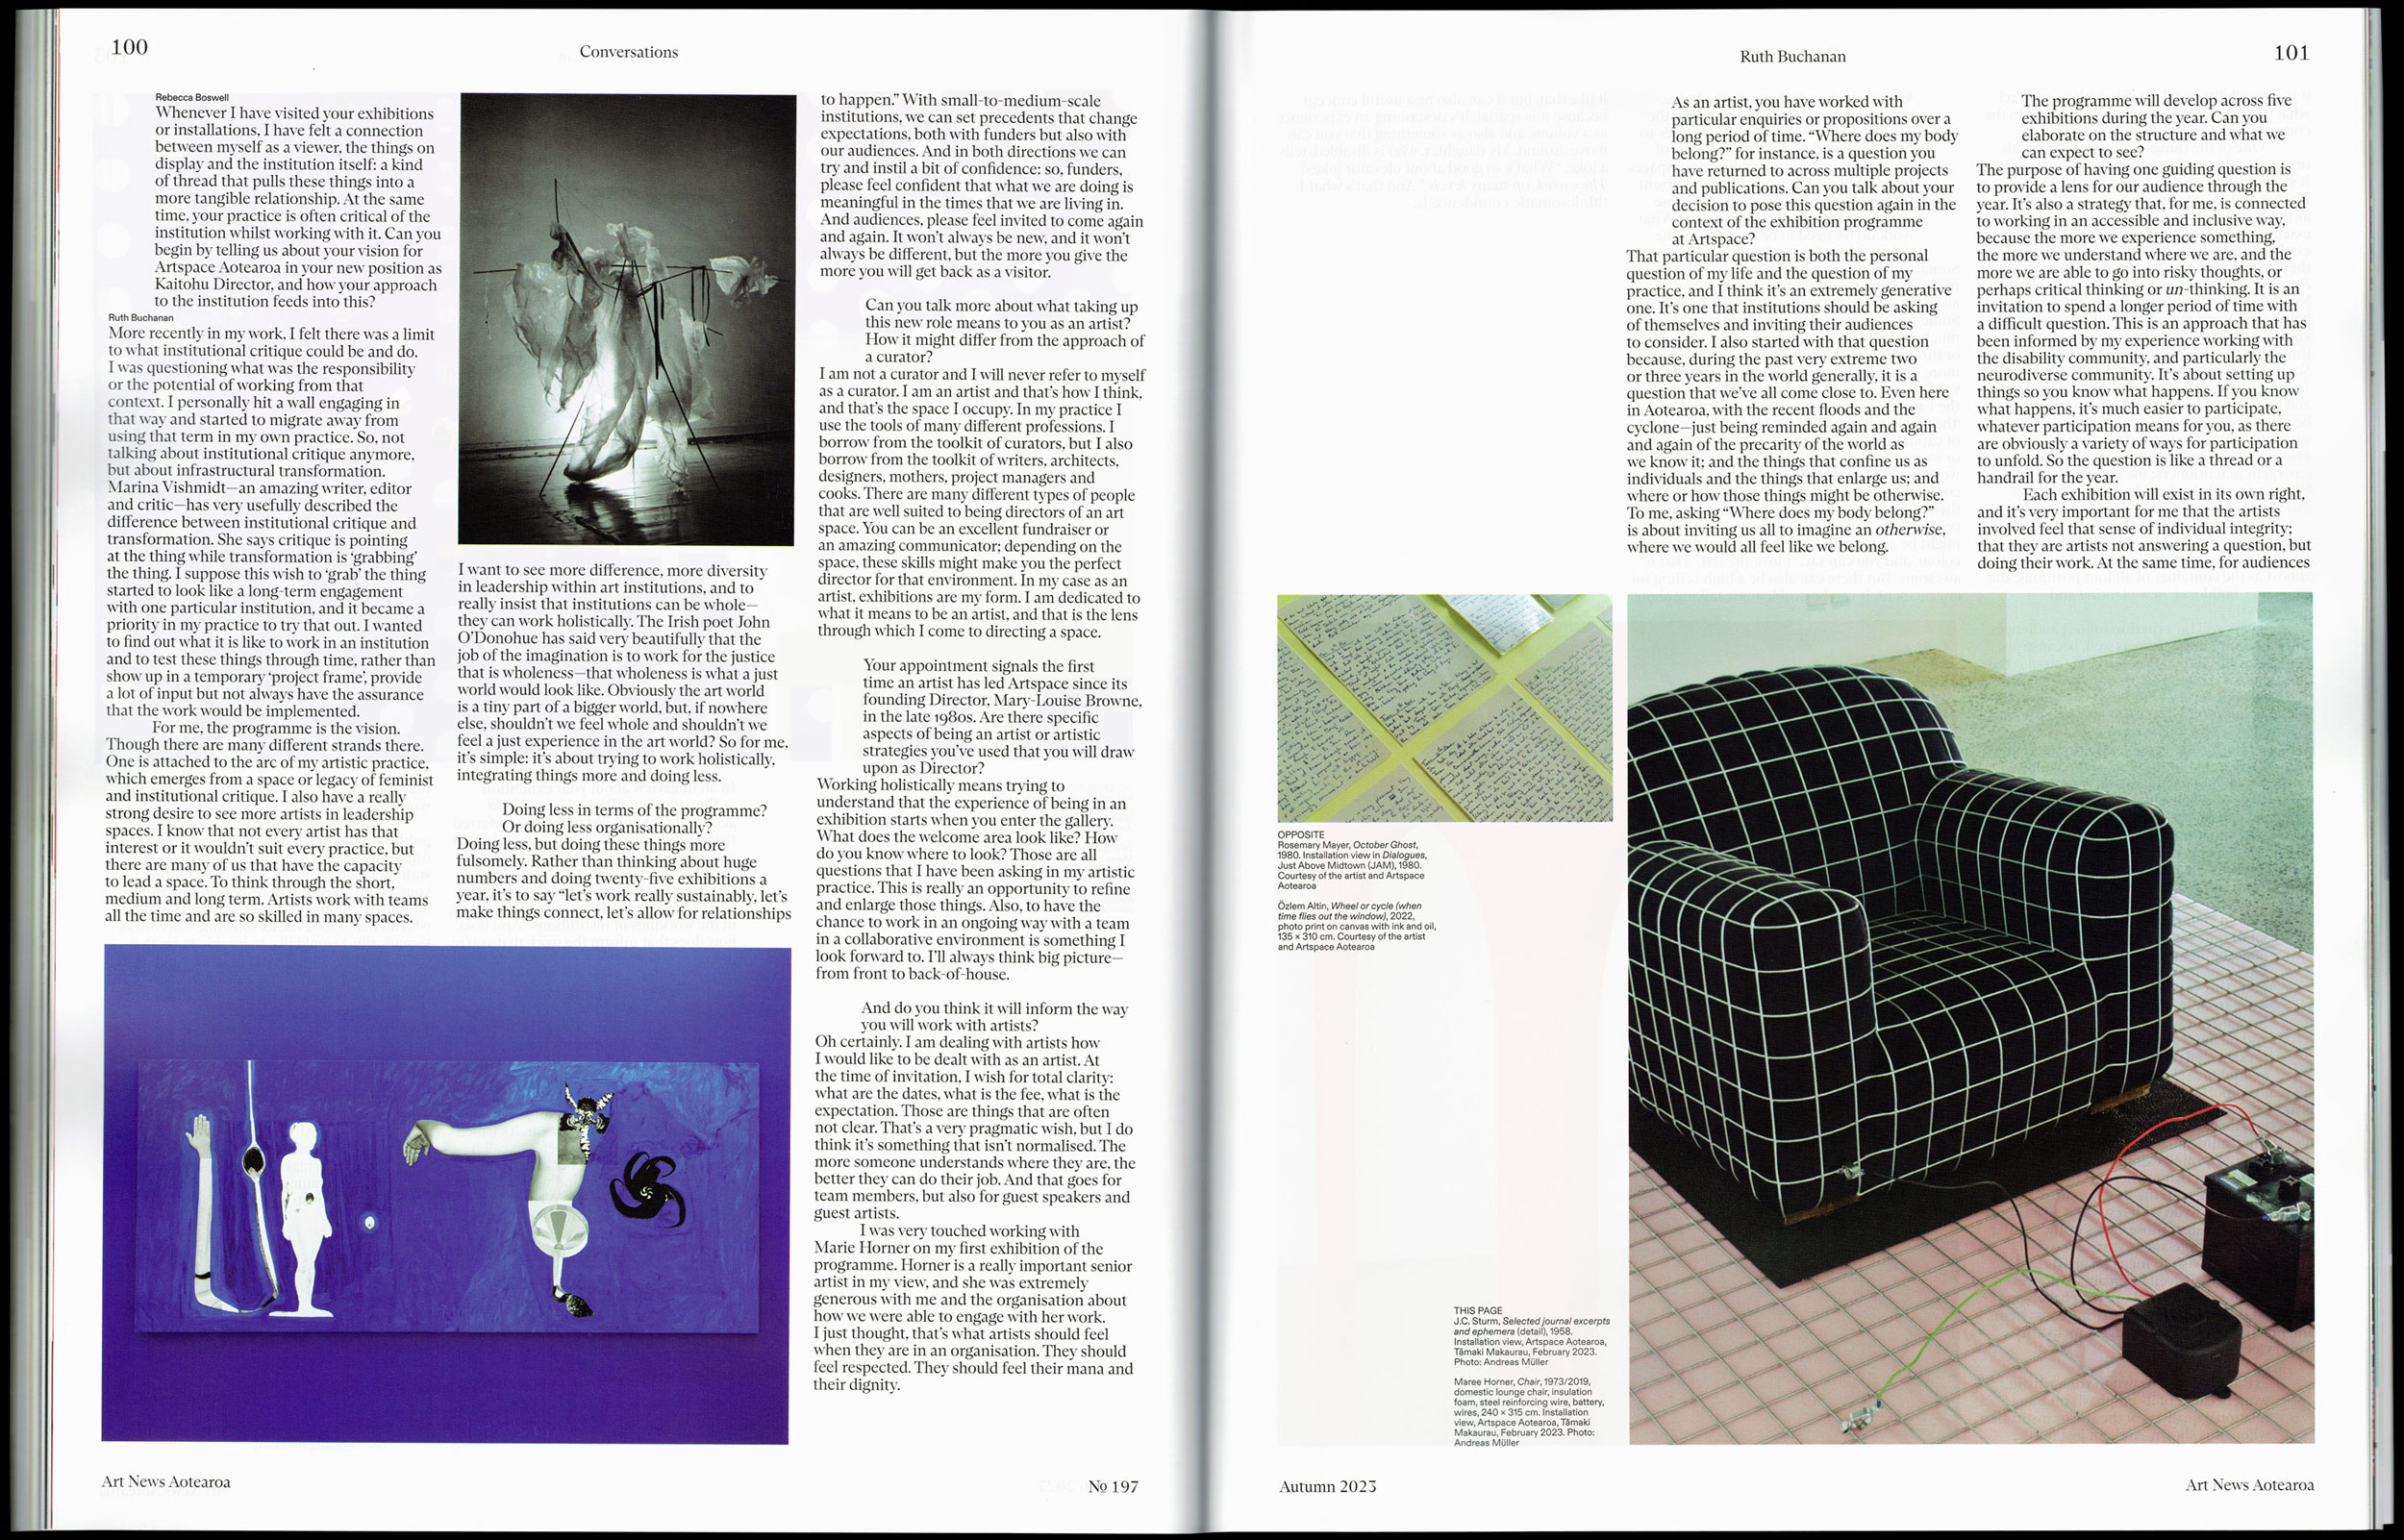 100
Conversations
Rebecca Boswell
Whenever I have visited your exhibitions
or installations, I have felt a connection
between myself as a viewer, the things on
display and the institution itself: a kind
of thread that pulls these things into a
more tangible relationship. At the same
time, your practice is often critical of the
institution whilst working with it. Can you
begin by telling us about your vision for
Artspace Aotearoa in your new position as
Kaitohu Director, and how your approach
to the institution feeds into this?
Ruth Buchanan
More recently in my work, I felt there was a limit
to what institutional critique could be and do.
I was questioning what was the responsibility
or the potential of working from that
context. I personally hit a wall engaging in
that way and started to migrate away from
using that term in my own practice. So, not
talking about institutional critique anymore,
but about infrastructural transformation.
Marina Vishmidt—an amazing writer, editor
and critic—has very usefully described the
difference between institutional critique and
transformation. She says critique is pointing
at the thing while transformation is ‘grabbing’
the thing. I suppose this wish to ‘grab’ the thing
started to look like a long-term engagement
with one particular institution, and it became a
priority in my practice to try that out. I wanted
to find out what it is like to work in an institution
and to test these things through time, rather than
show up in a temporary ‘project frame’, provide
a lot of input but not always have the assurance
that the work would be implemented.
For me, the programme is the vision.
Though there are many different strands there.
One is attached to the arc of my artistic practice,
which emerges from a space or legacy of feminist
and institutional critique. I also have a really
strong desire to see more artists in leadership
spaces. I know that not every artist has that
interest or it wouldn’t suit every practice, but
there are many of us that have the capacity
to lead a space. To think through the short,
medium and long term. Artists work with teams
all the time and are so skilled in many spaces.
I want to see more difference, more diversity
in leadership within art institutions, and to
really insist that institutions can be whole—
they can work holistically. The Irish poet John
O’Donohue has said very beautifully that the
job of the imagination is to work for the justice
that is wholeness—that wholeness is what a just
world would look like. Obviously the art world
is a tiny part of a bigger world, but, if nowhere
else, shouldn’t we feel whole and shouldn’t we
feel a just experience in the art world? So for me,
it’s simple: it’s about trying to work holistically,
integrating things more and doing less.
Doing less in terms of the programme?
Or doing less organisationally?
Doing less, but doing these things more
fulsomely. Rather than thinking about huge
numbers and doing twenty-five exhibitions a
year, it’s to say “let’s work really sustainably, let’s
make things connect, let’s allow for relationships
to happen.” With small-to-medium-scale
institutions, we can set precedents that change
expectations, both with funders but also with
our audiences. And in both directions we can
try and instil a bit of confidence: so, funders,
please feel confident that what we are doing is
meaningful in the times that we are living in.
And audiences, please feel invited to come again
and again. It won’t always be new, and it won’t
always be different, but the more you give the
more you will get back as a visitor.
Can you talk more about what taking up
this new role means to you as an artist?
How it might differ from the approach of
a curator?
I am not a curator and I will never refer to myself
as a curator. I am an artist and that’s how I think,
and that’s the space I occupy. In my practice I
use the tools of many different professions. I
borrow from the toolkit of curators, but I also
borrow from the toolkit of writers, architects,
designers, mothers, project managers and
cooks. There are many different types of people
that are well suited to being directors of an art
space. You can be an excellent fundraiser or
an amazing communicator; depending on the
space, these skills might make you the perfect
director for that environment. In my case as an
artist, exhibitions are my form. I am dedicated to
what it means to be an artist, and that is the lens
through which I come to directing a space.
Your appointment signals the first
time an artist has led Artspace since its
founding Director, Mary-Louise Browne,
in the late 1980s. Are there specific
aspects of being an artist or artistic
strategies you’ve used that you will draw
upon as Director?
Working holistically means trying to
understand that the experience of being in an
exhibition starts when you enter the gallery.
What does the welcome area look like? How
do you know where to look? Those are all
questions that I have been asking in my artistic
practice. This is really an opportunity to refine
and enlarge those things. Also, to have the
chance to work in an ongoing way with a team
in a collaborative environment is something I
look forward to. I’ll always think big picture—
from front to back-of-house.
And do you think it will inform the way
you will work with artists?
Oh certainly. I am dealing with artists how
I would like to be dealt with as an artist. At
the time of invitation, I wish for total clarity:
what are the dates, what is the fee, what is the
expectation. Those are things that are often
not clear. That’s a very pragmatic wish, but I do
think it’s something that isn’t normalised. The
more someone understands where they are, the
better they can do their job. And that goes for
team members, but also for guest speakers and
guest artists.
I was very touched working with
Marie Horner on my first exhibition of the
programme. Horner is a really important senior
artist in my view, and she was extremely
generous with me and the organisation about
how we were able to engage with her work.
I just thought, that’s what artists should feel
when they are in an organisation. They should
feel respected. They should feel their mana and
their dignity.
Art News Aotearoa
№ 197
Ruth Buchanan
101
As an artist, you have worked with
particular enquiries or propositions over a
long period of time. “Where does my body
belong?” for instance, is a question you
have returned to across multiple projects
and publications. Can you talk about your
decision to pose this question again in the
context of the exhibition programme
at Artspace?
That particular question is both the personal
question of my life and the question of my
practice, and I think it’s an extremely generative
one. It’s one that institutions should be asking
of themselves and inviting their audiences
to consider. I also started with that question
because, during the past very extreme two
or three years in the world generally, it is a
question that we’ve all come close to. Even here
in Aotearoa, with the recent floods and the
cyclone—just being reminded again and again
and again of the precarity of the world as
we know it; and the things that confine us as
individuals and the things that enlarge us; and
where or how those things might be otherwise.
To me, asking “Where does my body belong?”
is about inviting us all to imagine an otherwise,
where we would all feel like we belong.
The programme will develop across five
exhibitions during the year. Can you
elaborate on the structure and what we
can expect to see?
The purpose of having one guiding question is
to provide a lens for our audience through the
year. It’s also a strategy that, for me, is connected
to working in an accessible and inclusive way,
because the more we experience something,
the more we understand where we are, and the
more we are able to go into risky thoughts, or
perhaps critical thinking or un-thinking. It is an
invitation to spend a longer period of time with
a difficult question. This is an approach that has
been informed by my experience working with
the disability community, and particularly the
neurodiverse community. It’s about setting up
things so you know what happens. If you know
what happens, it’s much easier to participate,
whatever participation means for you, as there
are obviously a variety of ways for participation
to unfold. So the question is like a thread or a
handrail for the year.
Each exhibition will exist in its own right,
and it’s very important for me that the artists
involved feel that sense of individual integrity;
that they are artists not answering a question, but
doing their work. At the same time, for audiences
OPPOSITE
Rosemary Mayer, October Ghost,
1980. Installation view in Dialogues,
Just Above Midtown (JAM), 1980.
Courtesy of the artist and Artspace
Aotearoa
Özlem Altin, Wheel or cycle (when
time flies out the window), 2022,
photo print on canvas with ink and oil,
135 × 310 cm. Courtesy of the artist
and Artspace Aotearoa
THIS PAGE
J.C. Sturm, Selected journal excerpts
and ephemera (detail), 1958.
Installation view, Artspace Aotearoa,
Tāmaki Makaurau, February 2023.
Photo: Andreas Müller
Maree Horner, Chair, 1973/2019,
domestic lounge chair, insulation
foam, steel reinforcing wire, battery,
wires, 240 × 315 cm. Installation
view, Artspace Aotearoa, Tāmaki
Makaurau, February 2023. Photo:
Andreas Müller
Autumn 2023
Art News Aotearoa